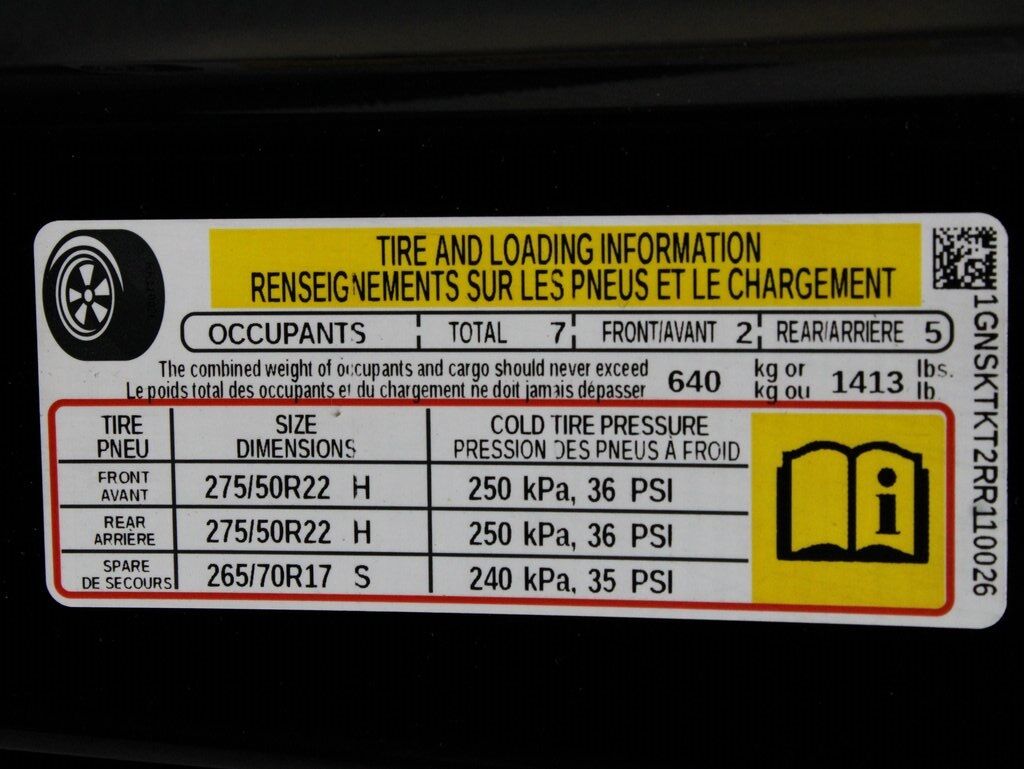 TIRE AND LOADING INFORMATION
RENSEIGNEMENTS SUR LES PNEUS ET LE CHARGEMENT
OCCUPANTS TOTAL 7 FRONT/AVANT 2 REAR/ARRIÈRE 5
The combined weight of occupants and cargo should never exceed 640 kg or 1413 lbs.
Le poids total des occupants et du chargement ne doit jamais dépasser kg ou lb.
TIRE SIZE COLD TIRE PRESSURE
PNEU DIMENSIONS PRESSION DES PNEUS À FROID
FRONT
AVANT 275/50R22 H 250 kPa, 36 PSI
REAR
ARRIÈRE 275/50R22 H 250 kPa, 36 PSI
SPARE
DE SECOURS 265/70R17 S 240 kPa, 35 PSI
i
1GNSKTKT2RR110026